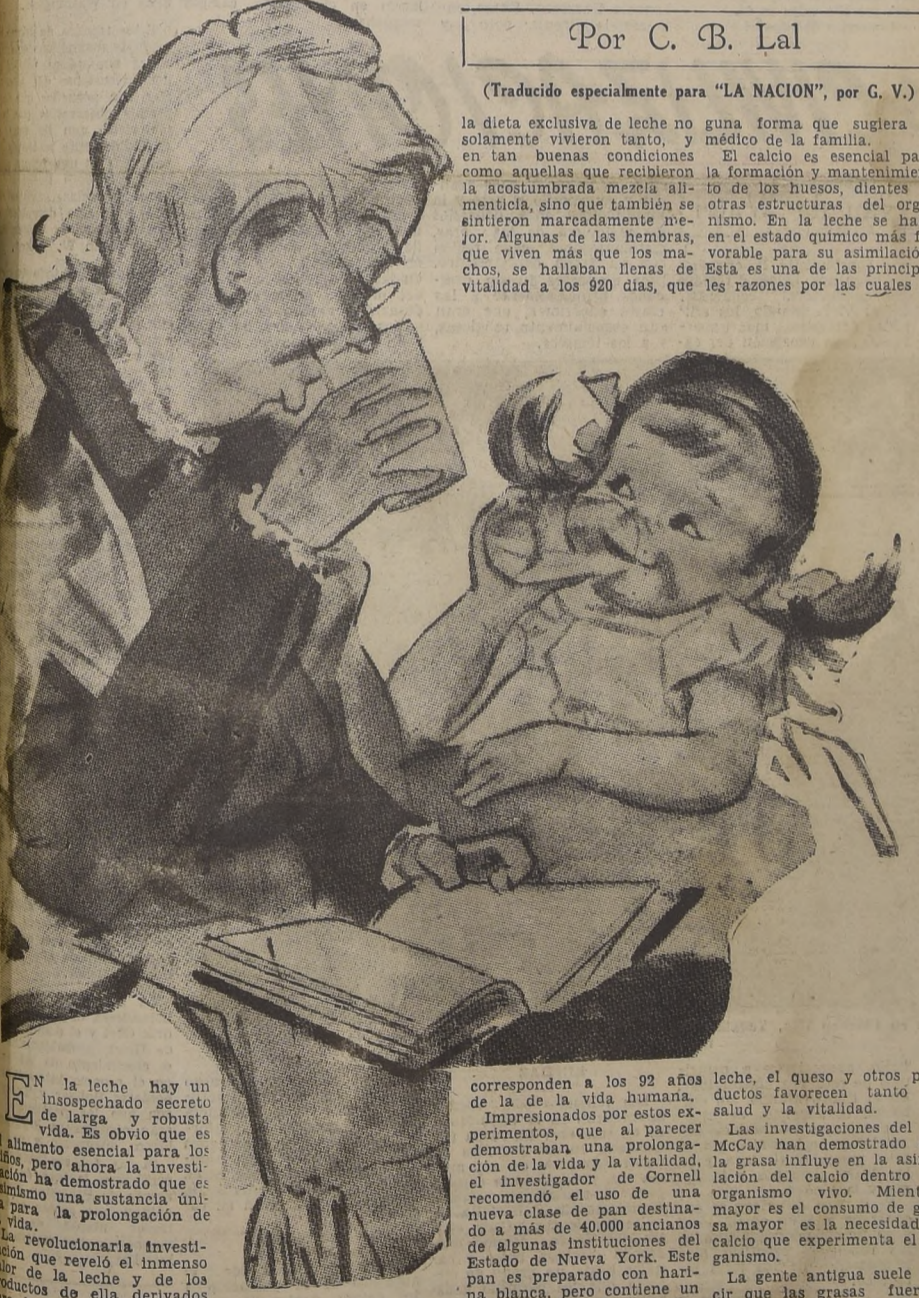 Por C. B. Lal
(Traducido especialmente para "LA NACION", por G. V.)
EN la leche hay un
insospechado secreto
de larga y robusta
vida. Es obvio que es
alimento esencial para los
pero ahora la investi-
ha demostrado que es
una sustancia úni-
para la prolongación de
vida.
La revolucionaria investi-
que reveló el inmenso
de la leche y de los
de ella derivados
la dieta exclusiva de leche no
solamente vivieron tanto, y
en tan buenas condiciones
como aquellas que recibieron
la acostumbrada mezcla ali-
menticia, sino que también se
sintieron marcadamente me-
jor. Algunas de las hembras,
que viven más que los ma-
chos, se hallaban llenas de
vitalidad a los 920 días, que
corresponden a los 92 años
de la de la vida humana.
Impresionados por estos ex-
perimentos, que al parecer
demostraban una prolonga-
ción de la vida y la vitalidad,
el investigador de Cornell
recomendó el uso de una
nueva clase de pan destina-
do a más de 40.000 ancianos
de algunas instituciones del
Estado de Nueva York. Este
pan es preparado con hari-
na blanca, pero contiene un
guna forma que sugiera
médico de la familia.
El calcio es esencial pa
la formación y mantenimie
to de los huesos, dientes
otras estructuras del org
nismo. En la leche se ha
en el estado químico más f
vorable para su asimilació
Esta es una de las princip
les razones por las cuales
leche, el queso y otros p
ductos favorecen tanto
salud y la vitalidad.
Las investigaciones del
McCay han demostrado
la grasa influye en la asi
lación del calcio dentro
organismo vivo. Mient
mayor es el consumo de g
sa mayor es la necesidad
calcio que experimenta el
ganismo.
La gente antigua suele
cir que las grasas fuer